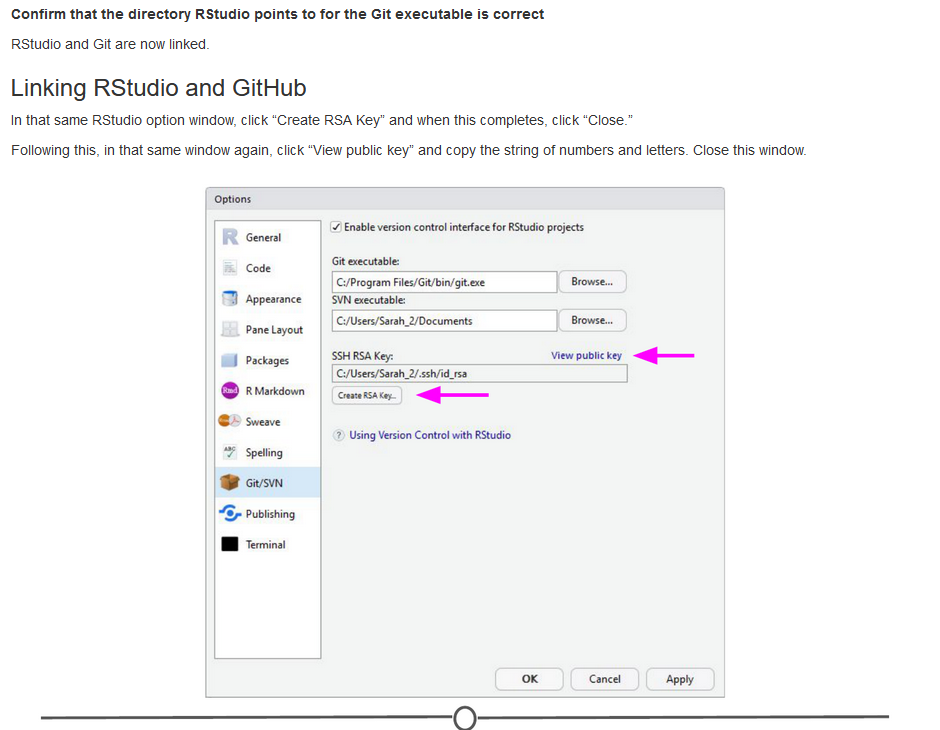 Confirm that the directory RStudio points to for the Git executable is correct
RStudio and Git are now linked.
Linking RStudio and GitHub
In that same RStudio option window, click “Create RSA Key” and when this completes, click “Close.”
Following this, in that same window again, click “View public key” and copy the string of numbers and letters. Close this window.
Options
R General
Code
Appearance
Pane Layout
Packages
Rmd R Markdown
Sweave
ABC Spelling
Git/SVN
Publishing
Terminal
Enable version control interface for RStudio projects
Git executable:
C:/Program Files/Git/bin/git.exe Browse...
SVN executable:
C:/Users/Sarah_2/Documents Browse...
SSH RSA Key: View public key
C:/Users/Sarah_2/.ssh/id_rsa
Create RSA Key...
? Using Version Control with RStudio
OK Cancel Apply